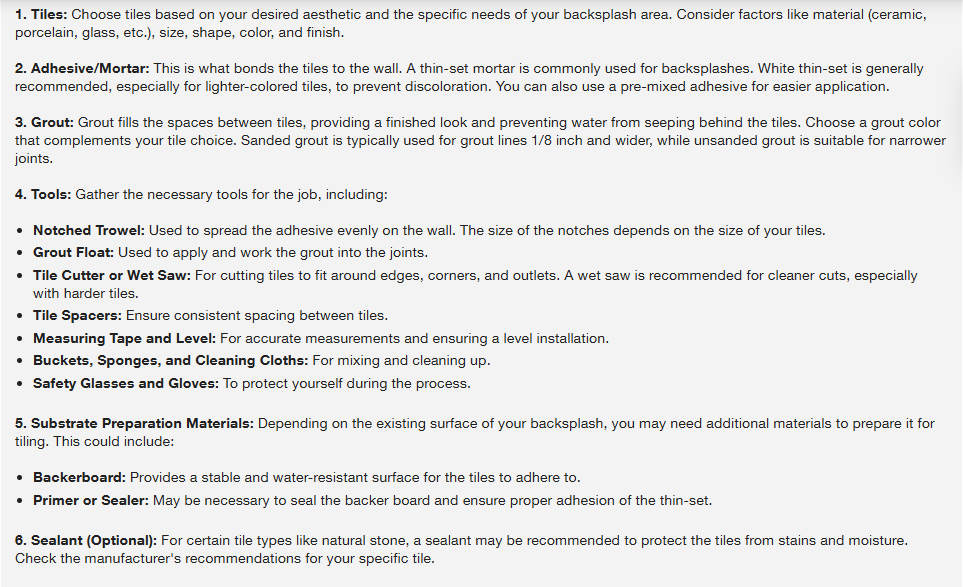 1. Tiles: Choose tiles based on your desired aesthetic and the specific needs of your backsplash area. Consider factors like material (ceramic,
porcelain, glass, etc.), size, shape, color, and finish.
2. Adhesive/Mortar: This is what bonds the tiles to the wall. A thin-set mortar is commonly used for backsplashes. White thin-set is generally
recommended, especially for lighter-colored tiles, to prevent discoloration. You can also use a pre-mixed adhesive for easier application.
3. Grout: Grout fills the spaces between tiles, providing a finished look and preventing water from seeping behind the tiles. Choose a grout color
that complements your tile choice. Sanded grout is typically used for grout lines 1/8 inch and wider, while unsanded grout is suitable for narrower
joints.
4. Tools: Gather the necessary tools for the job, including:
• Notched Trowel: Used to spread the adhesive evenly on the wall. The size of the notches depends on the size of your tiles.
• Grout Float: Used to apply and work the grout into the joints.
• Tile Cutter or Wet Saw: For cutting tiles to fit around edges, corners, and outlets. A wet saw is recommended for cleaner cuts, especially
with harder tiles.
• Tile Spacers: Ensure consistent spacing between tiles.
• Measuring Tape and Level: For accurate measurements and ensuring a level installation.
• Buckets, Sponges, and Cleaning Cloths: For mixing and cleaning up.
• Safety Glasses and Gloves: To protect yourself during the process.
5. Substrate Preparation Materials: Depending on the existing surface of your backsplash, you may need additional materials to prepare it for
tiling. This could include:
• Backerboard: Provides a stable and water-resistant surface for the tiles to adhere to.
• Primer or Sealer: May be necessary to seal the backer board and ensure proper adhesion of the thin-set.
6. Sealant (Optional): For certain tile types like natural stone, a sealant may be recommended to protect the tiles from stains and moisture.
Check the manufacturer's recommendations for your specific tile.